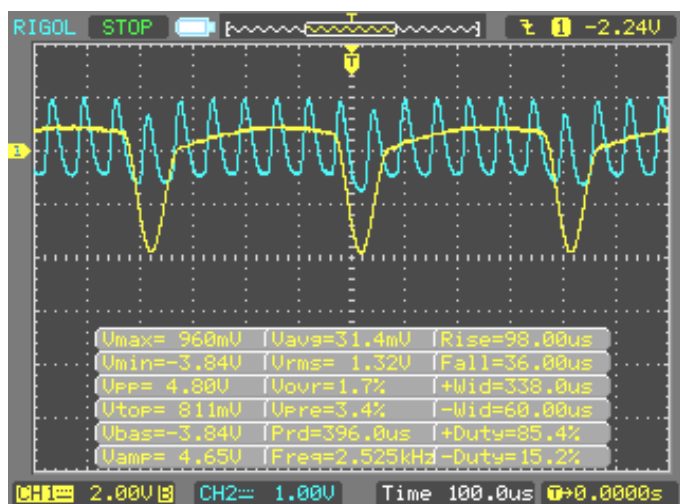 RIGOL STOP T 1 -2.24V
T
1
Vmax= 960mV Vavg=31.4mV Rise=98.00us
Vmin=-3.84V Vrms= 1.32V Fall=36.00us
Vpp= 4.80V Vovr=1.7% +Wid=338.0us
Vtop= 811mV Vpre=3.4% -Wid=60.00us
Vbas=-3.84V Prd=396.0us +Duty=85.4%
Vamp= 4.65V Freq=2.525kHz -Duty=15.2%
CH1 2.00V B CH2 1.00V Time 100.0us T→0.0000s